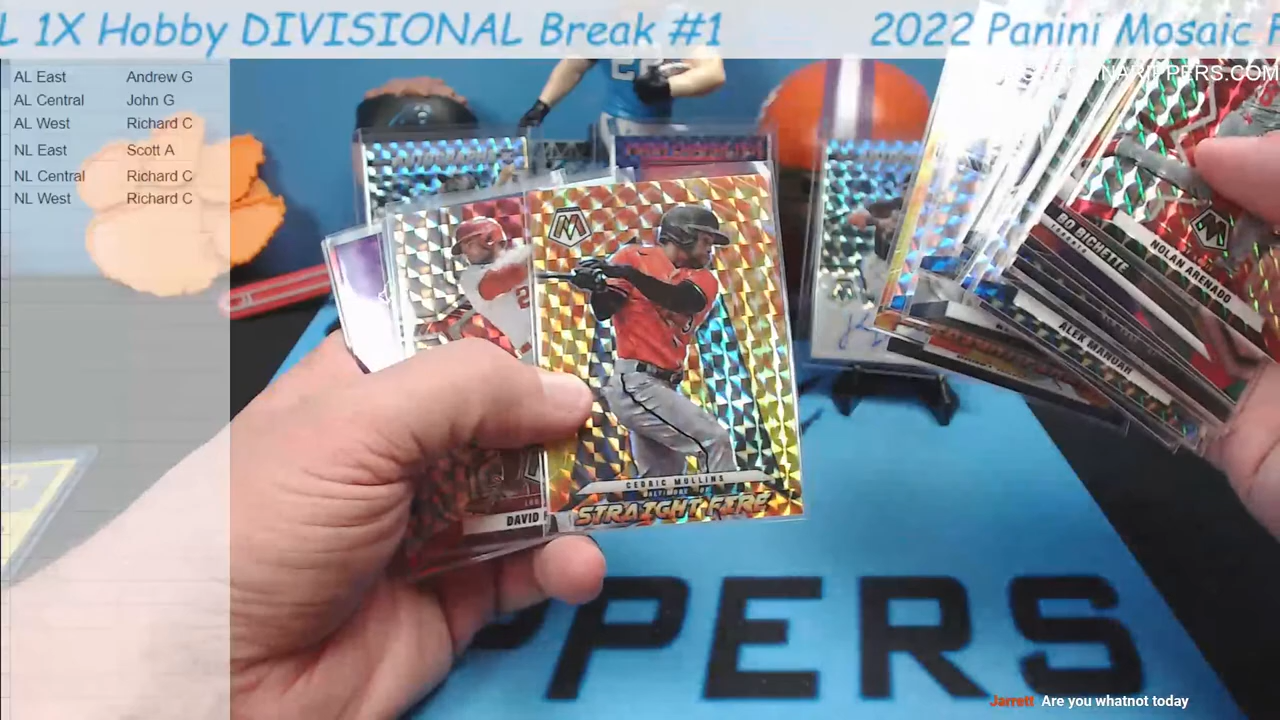 L 1X Hobby DIVISIONAL Break #1
2022 Panini Mosaic
AL East Andrew G
AL Central John G
AL West Richard C
NL East Scott A
NL Central Richard C
NL West Richard C
BO BICHETTE
NOLAN ARENADO
ALEK MANOAH
CEDRIC MULLINS
BALTIMORE
STRAIGHT FIRE
DAVID
PPERS
Jarrett Are you whatnot today